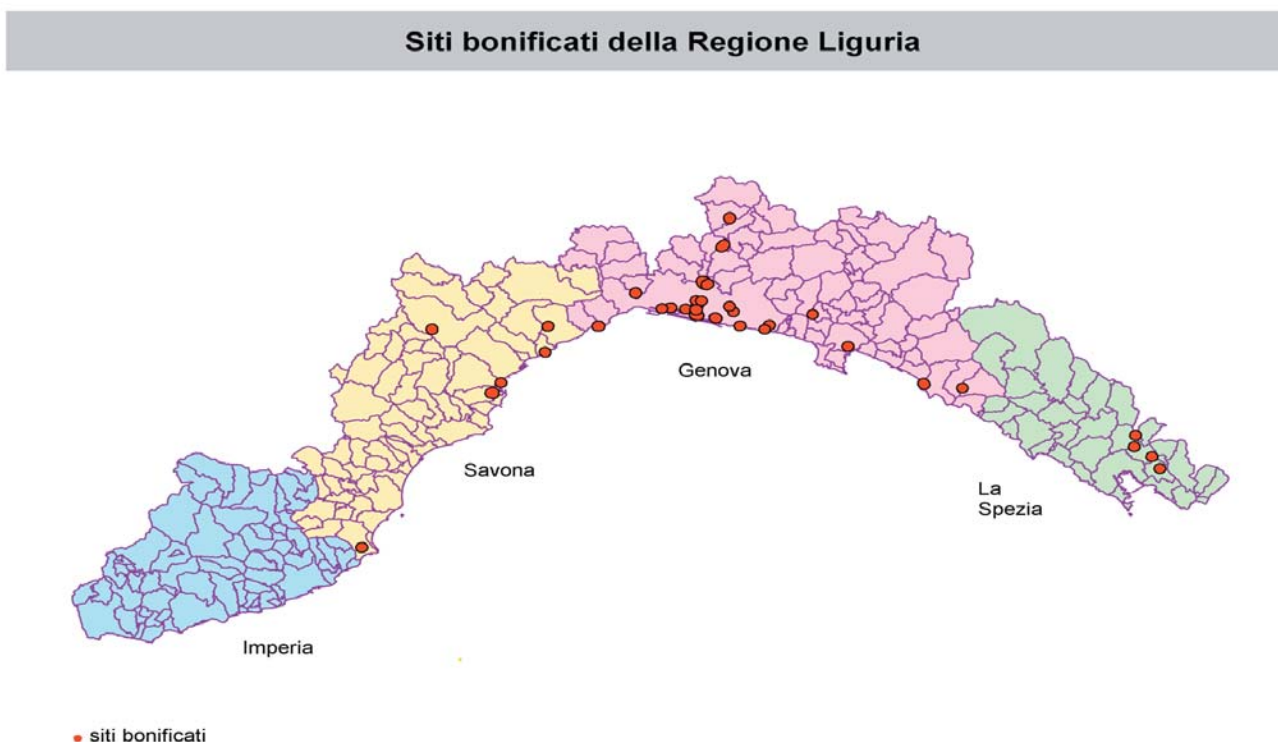 Siti bonificati della Regione Liguria
Genova
Savona
La
Spezia
Imperia
siti bonificati